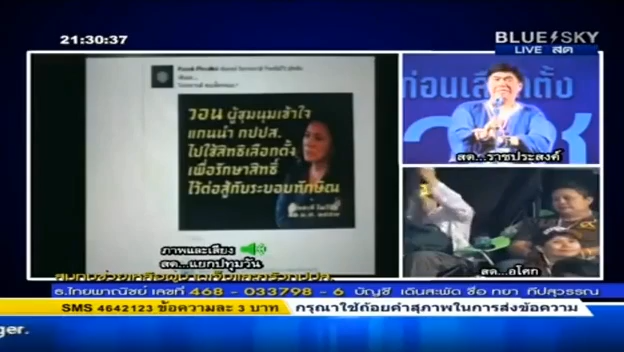 21:30:37
BLUE SKY
LIVE สด
วอน ผู้ชุมนุมเข้าใจ
แกนนำ กปปส.
ไปใช้สิทธิเลือกตั้ง
เพื่อรักษาสิทธิ์
ไว้ต่อสู้กับระบอบทักษิณ
ก่อนเลือกตั้ง
สด...ราชประสงค์
ภาพและเสียง
สด...แยกปทุมวัน
สด...อโศก
ธ.ไทยพาณิชย์ เลขที่ 468 - 033798 - 6 บัญชี เดินสะพัด ชื่อ ทยา ทีปสุวรรณ
SMS 4642123 ข้อความละ 3 บาท กรุณาใช้ถ้อยคำสุภาพในการส่งข้อความ
ger.